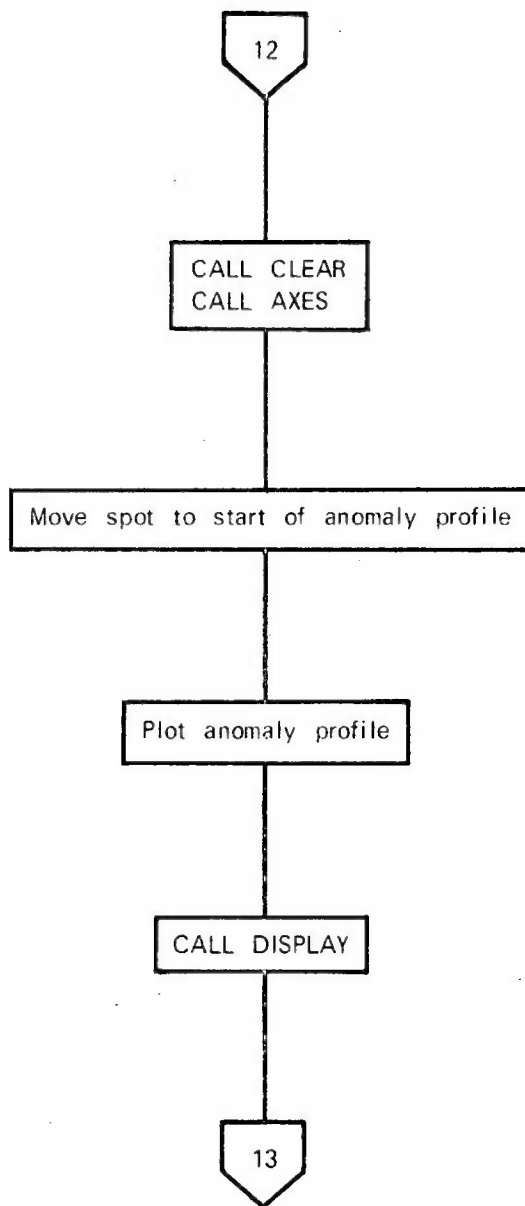 12
CALL CLEAR
CALL AXES
Move spot to start of anomaly profile
Plot anomaly profile
CALL DISPLAY
13